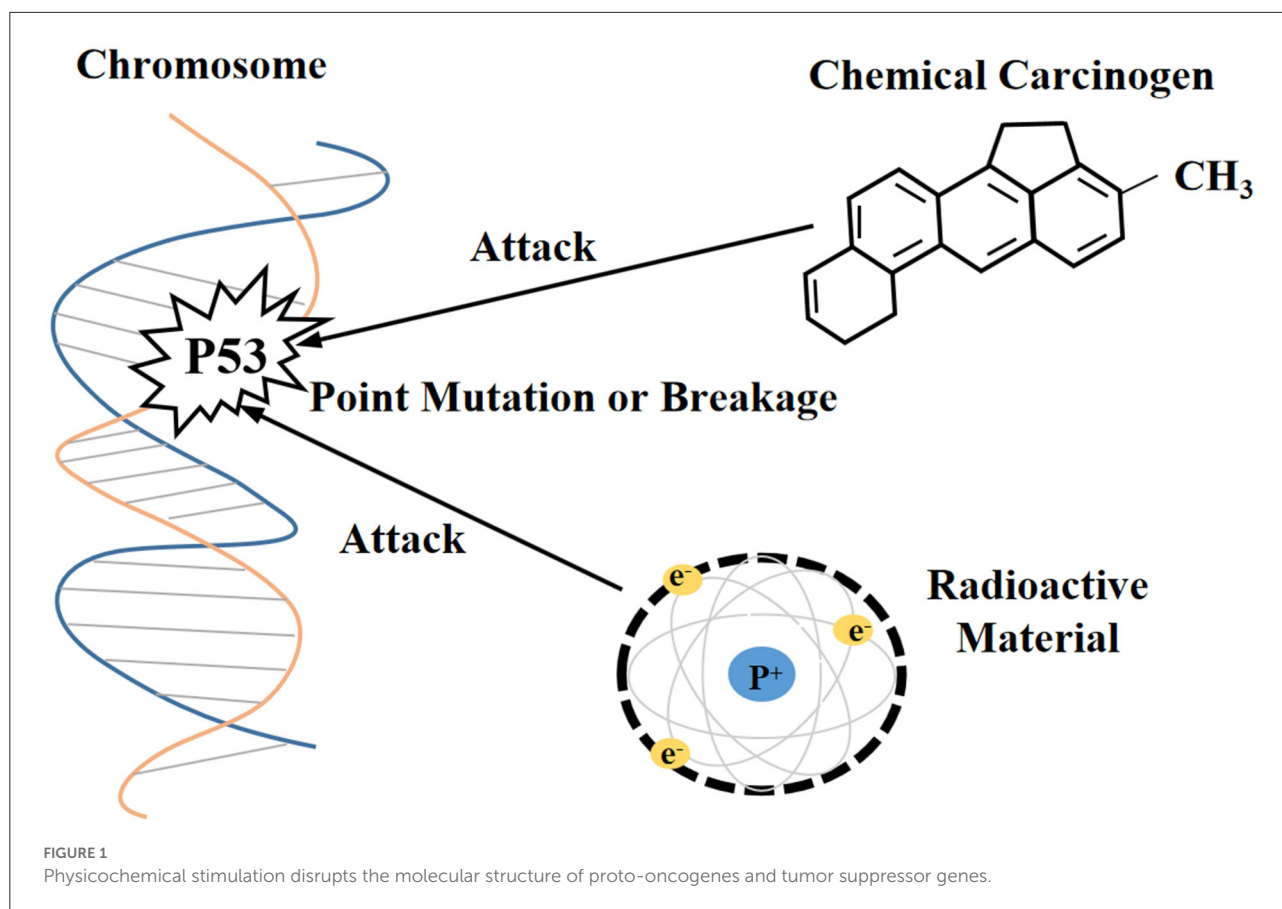 Chromosome
Chemical Carcinogen
CH₃
Attack
P53
Point Mutation or Breakage
Attack
e⁻
e⁻
P⁺
e⁻
Radioactive
Material
FIGURE 1
Physicochemical stimulation disrupts the molecular structure of proto-oncogenes and tumor suppressor genes.